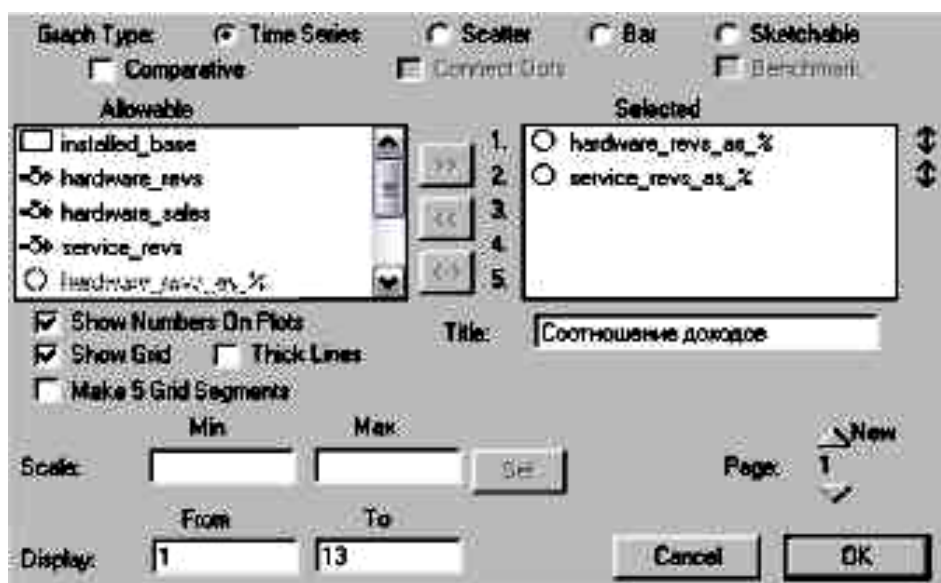 Graph Type: Time Series Scatter Bar Sketchable
Comparative Connect Dots Benchmark
Allowable Selected
installed_base
hardware_revs
hardware_sales
service_revs
hardware_revs_as_%
>>
<<
1.
2.
3.
4.
5.
hardware_revs_as_%
service_revs_as_%
Show Numbers On Plots
Show Grid Thick Lines
Make 5 Grid Segments
Title: Соотношение доходов
Min Max
Scale: Set
Page: 1 New
From To
Display: 1 13
Cancel OK